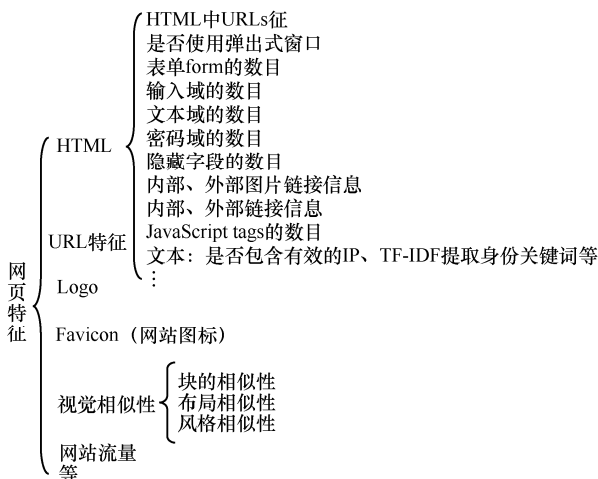 网页特征
HTML
HTML中URLs征
是否使用弹出式窗口
表单form的数目
输入域的数目
文本域的数目
密码域的数目
隐藏字段的数目
内部、外部图片链接信息
内部、外部链接信息
JavaScript tags的数目
文本：是否包含有效的IP、TF-IDF提取身份关键词等
⋮
URL特征
Logo
Favicon（网站图标）
视觉相似性
块的相似性
布局相似性
风格相似性
网站流量
等